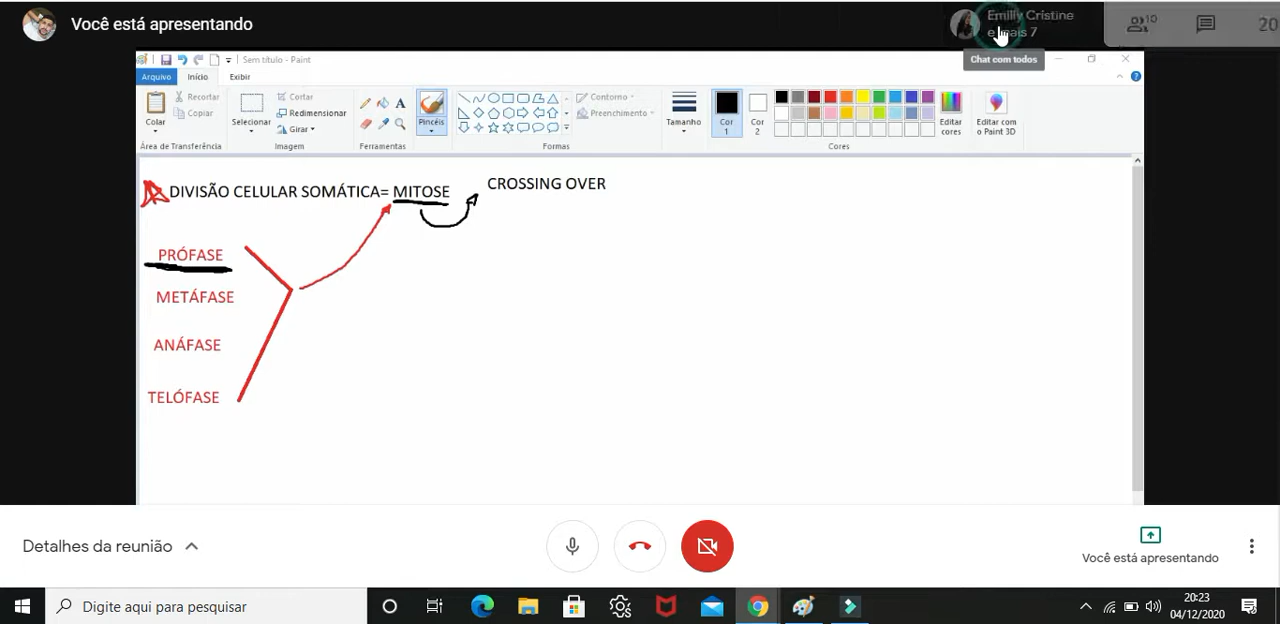 Você está apresentando
Emilly Cristine
e mais 7
10
20
Chat com todos
Sem título - Paint
Arquivo
Início
Exibir
Colar
Recortar
Copiar
Selecionar
Cortar
Redimensionar
Girar
Pincéis
Contorno
Preenchimento
Tamanho
Cor
1
Cor
2
Editar
cores
Editar com
o Paint 3D
Área de Transferência
Imagem
Ferramentas
Formas
Cores
DIVISÃO CELULAR SOMÁTICA= MITOSE
CROSSING OVER
PRÓFASE
METÁFASE
ANÁFASE
TELÓFASE
Detalhes da reunião
Você está apresentando
Digite aqui para pesquisar
20:23
04/12/2020